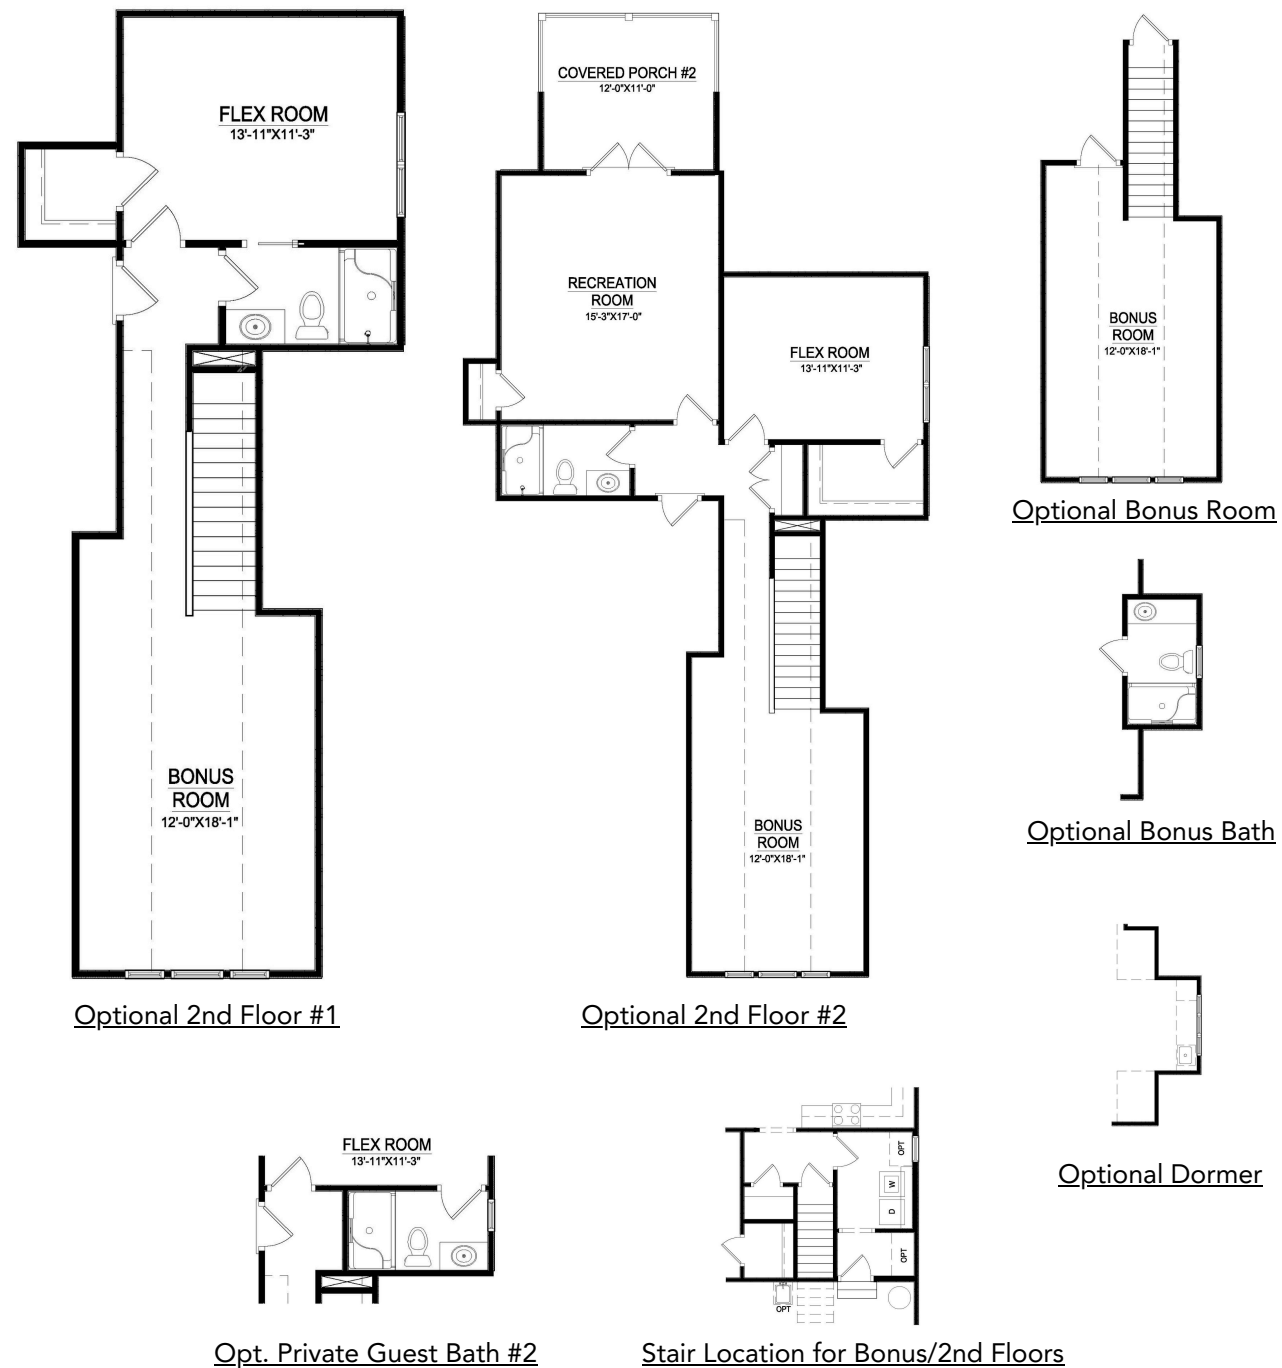 FLEX ROOM
13'-11"X11'-3"
BONUS
ROOM
12'-0"X18'-1"
Optional 2nd Floor #1
COVERED PORCH #2
12'-0"X11'-0"
RECREATION
ROOM
15'-3"X17'-0"
FLEX ROOM
13'-11"X11'-3"
BONUS
ROOM
12'-0"X18'-1"
Optional 2nd Floor #2
BONUS
ROOM
12'-0"X18'-1"
Optional Bonus Room
Optional Bonus Bath
Optional Dormer
FLEX ROOM
13'-11"X11'-3"
Opt. Private Guest Bath #2
OPT
W
D
OPT
OPT
Stair Location for Bonus/2nd Floors